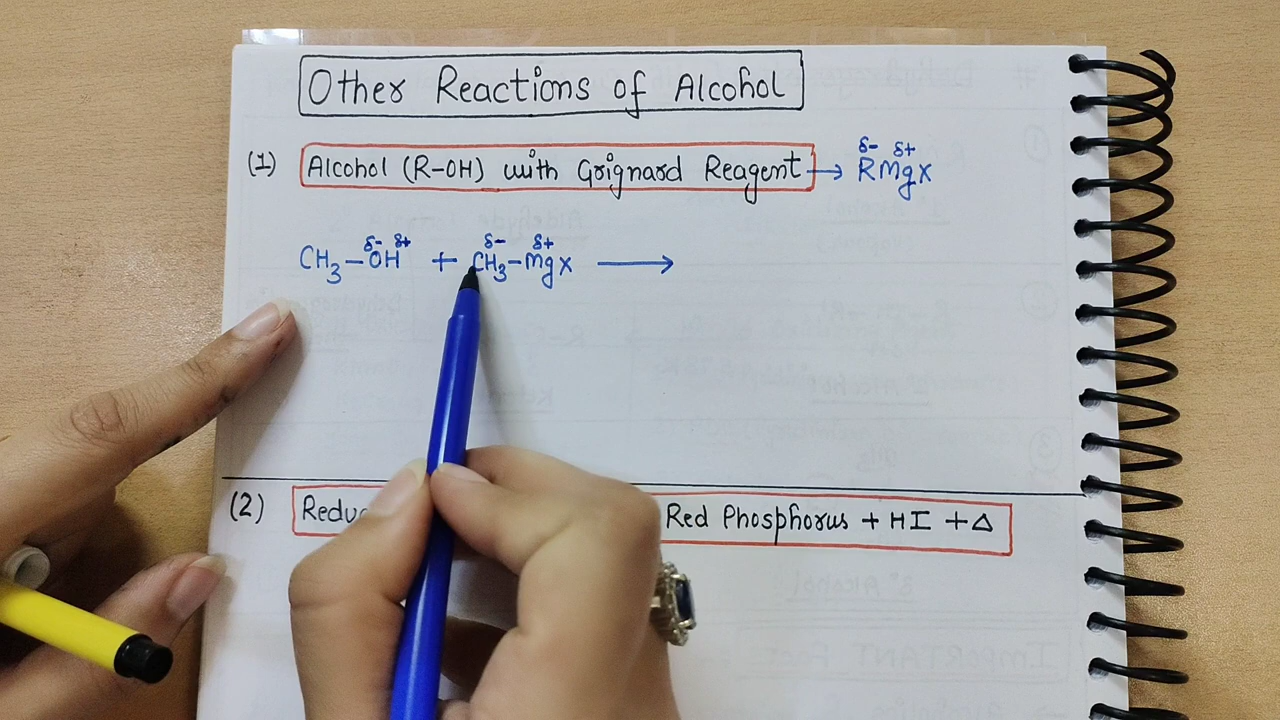 Other Reactions of Alcohol
(1) Alcohol (R-OH) with Grignard Reagent → RMgX
δ- δ+
CH₃-OH + CH₃-MgX →
δ- δ+ δ- δ+
(2) Red Phosphorus + HI + Δ